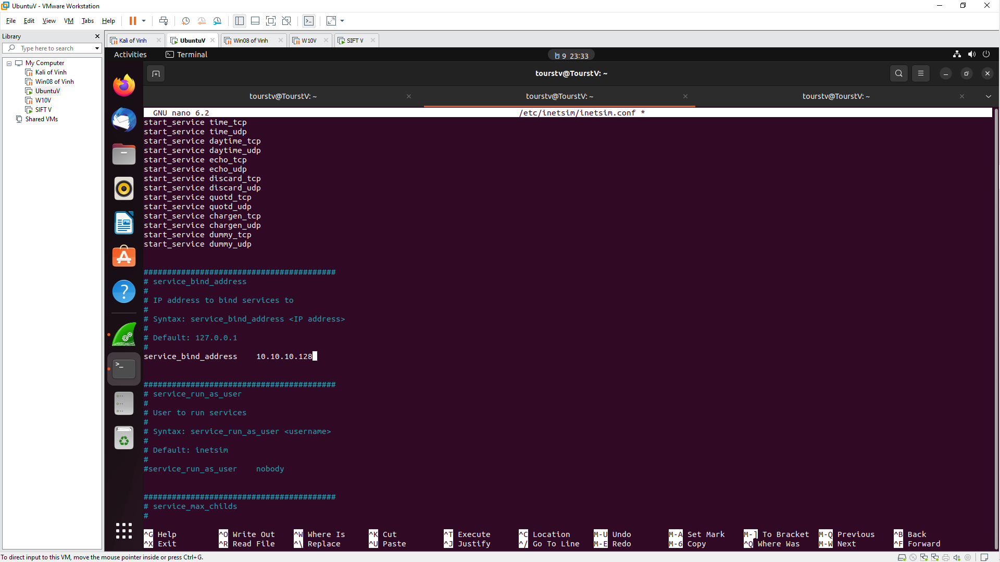 UbuntuV - VMware Workstation
File Edit View VM Tabs Help
Library
Type here to search
My Computer
Kali of Vinh
Win08 of Vinh
UbuntuV
W10V
SIFT V
Shared VMs
Kali of Vinh UbuntuV Win08 of Vinh W10V SIFT V
Activities Terminal 9 23:33
tourstv@TourstV: ~
tourstv@TourstV: ~ tourstv@TourstV: ~ tourstv@TourstV: ~
GNU nano 6.2 /etc/inetsim/inetsim.conf *
start_service time_tcp
start_service time_udp
start_service daytime_tcp
start_service daytime_udp
start_service echo_tcp
start_service echo_udp
start_service discard_tcp
start_service discard_udp
start_service quotd_tcp
start_service quotd_udp
start_service chargen_tcp
start_service chargen_udp
start_service dummy_tcp
start_service dummy_udp
#########################################
# service_bind_address
#
# IP address to bind services to
#
# Syntax: service_bind_address <IP address>
#
# Default: 127.0.0.1
#
service_bind_address 10.10.10.128
#########################################
# service_run_as_user
#
# User to run services
#
# Syntax: service_run_as_user <username>
#
# Default: inetsim
#
#service_run_as_user nobody
#########################################
# service_max_childs
#
^G Help ^O Write Out ^W Where Is ^K Cut ^T Execute ^C Location M-U Undo M-A Set Mark M-] To Bracket M-Q Previous ^B Back
^X Exit ^R Read File ^\ Replace ^U Paste ^J Justify ^/ Go To Line M-E Redo M-6 Copy ^Q Where Was M-W Next ^F Forward
To direct input to this VM, move the mouse pointer inside or press Ctrl+G.